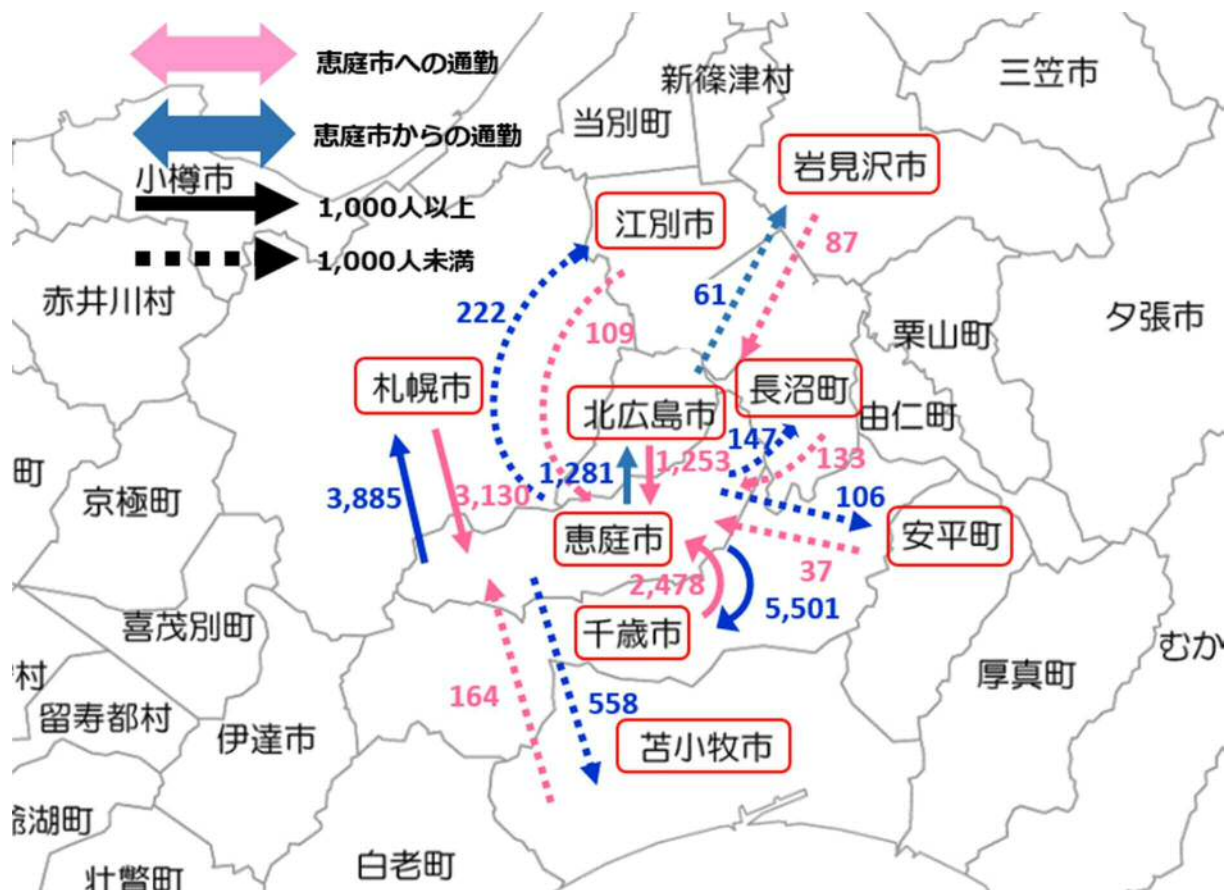 恵庭市への通勤
恵庭市からの通勤
小樽市
1,000人以上
1,000人未満
新篠津村
三笠市
当別町
岩見沢市
江別市
87
61
赤井川村
222
109
栗山町
夕張市
札幌市
長沼町
北広島市
由仁町
147
町
京極町
3,885
3,130
1,281
1,253
133
106
恵庭市
安平町
37
2,478
5,501
喜茂別町
千歳市
むか
村
留寿都村
伊達市
164
558
厚真町
苫小牧市
湖町
壮瞥町
白老町